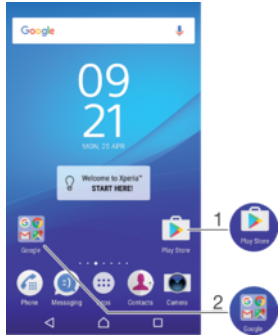 Google
09
21
MON, 25 APR
Welcome to Xperia™
START HERE!
Google
Play Store
Phone
Messaging
Apps
Contacts
Camera
1
Play Store
2
Google